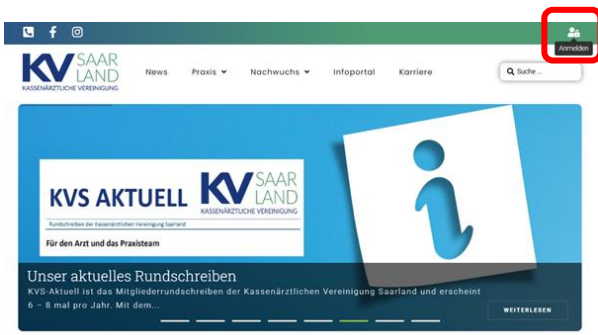 Anmelden
KV SAAR LAND
KASSENÄRZTLICHE VEREINIGUNG
News Praxis Nachwuchs Infoportal Karriere Suche ...
KVS AKTUELL KV SAAR LAND
KASSENÄRZTLICHE VEREINIGUNG
Rundschreiben der Kassenärztlichen Vereinigung Saarland
Für den Arzt und das Praxisteam
i
Unser aktuelles Rundschreiben
KVS-Aktuell ist das Mitgliederrundschreiben der Kassenärztlichen Vereinigung Saarland und erscheint
6 – 8 mal pro Jahr. Mit dem...
WEITERLESEN